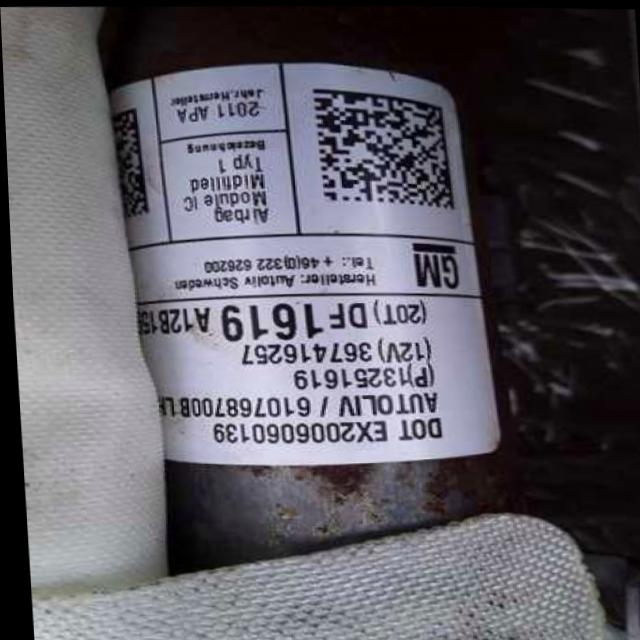 DOT EX2006060139
AUTOLIV / 610768700B
(P)13251619
(12V) 367416257
(20T) DF1619 A12B15
GM
Hersteller: Autoliv Schweden
Tel.: + 46(0)322 626200
Airbag
Module IC
Midfilled
Typ 1
Bezeichnung
2011 APA
Jahr. Hersteller